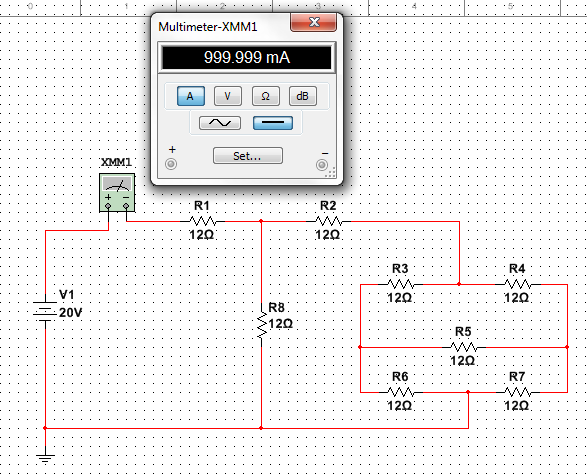 0 1 2 3 4 5
Multimeter-XMM1
999.999 mA
A V Ω dB
+ Set... −
XMM1
+ −
R1 R2
12Ω 12Ω
R3 R4
12Ω 12Ω
V1
20V
R8
12Ω
R5
12Ω
R6 R7
12Ω 12Ω